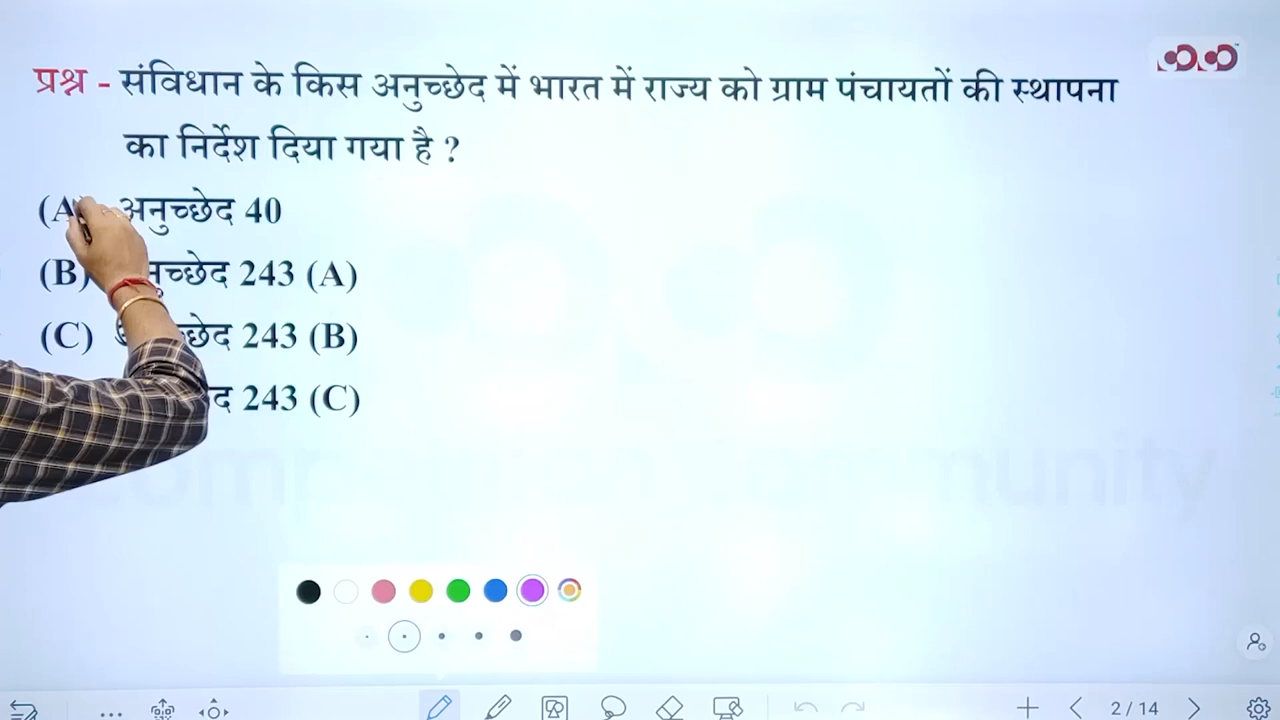 प्रश्न - संविधान के किस अनुच्छेद में भारत में राज्य को ग्राम पंचायतों की स्थापना
का निर्देश दिया गया है ?
(A) अनुच्छेद 40
(B) नुच्छेद 243 (A)
(C) च्छेद 243 (B)
द 243 (C)
2 / 14